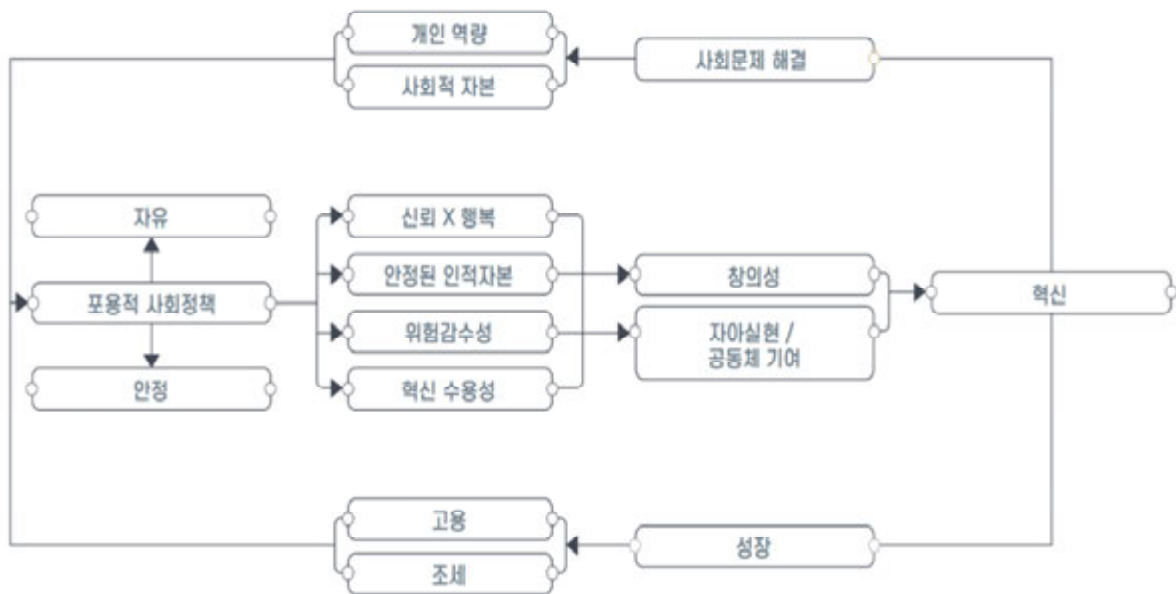 개인 역량
사회적 자본
사회문제 해결
자유
포용적 사회정책
안정
신뢰 X 행복
안정된 인적자본
위험감수성
혁신 수용성
창의성
자아실현 /
공동체 기여
혁신
고용
조세
성장